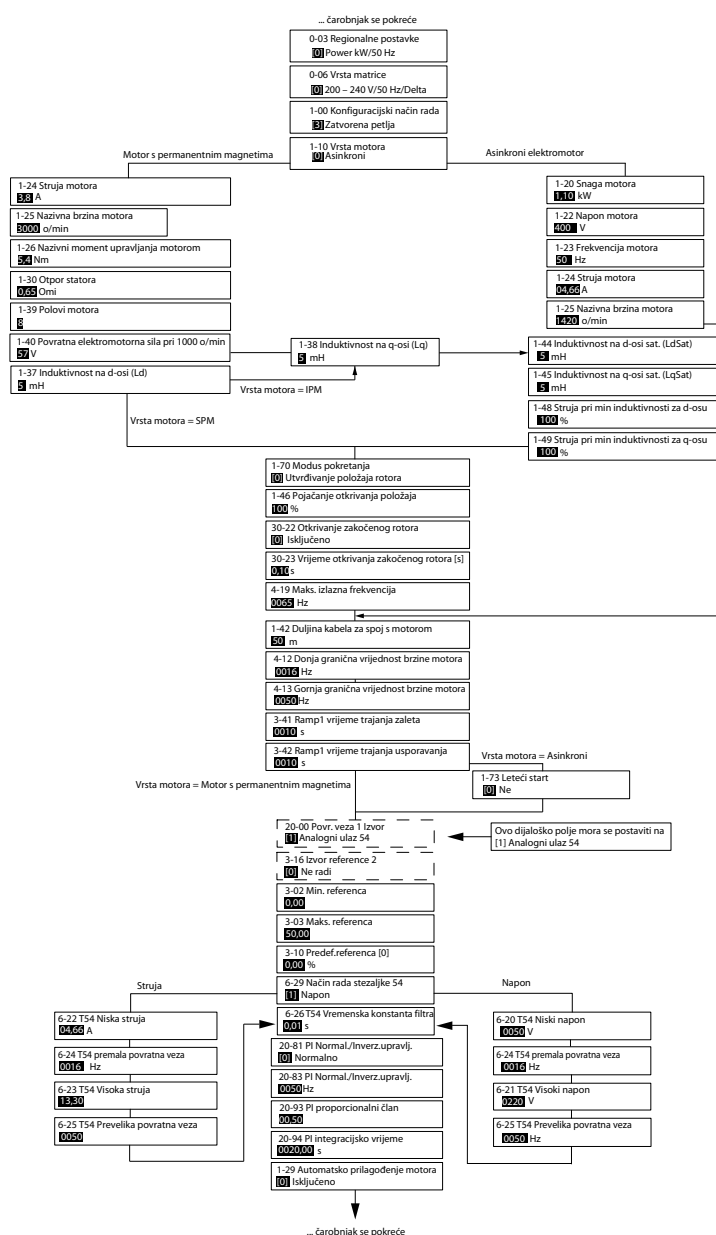 ... čarobnjak se pokreće
0-03 Regionalne postavke
[0] Power kW/50 Hz
0-06 Vrsta matrice
[0] 200 – 240 V/50 Hz/Delta
1-00 Konfiguracijski način rada
[3] Zatvorena petlja
1-10 Vrsta motora
[0] Asinkroni
Motor s permanentnim magnetima
Asinkroni elektromotor
1-24 Struja motora
3,8 A
1-25 Nazivna brzina motora
3000 o/min
1-26 Nazivni moment upravljanja motorom
5,4 Nm
1-30 Otpor statora
0,65 Omi
1-39 Polovi motora
8
1-40 Povratna elektromotorna sila pri 1000 o/min
57 V
1-37 Induktivnost na d-osi (Ld)
5 mH
1-38 Induktivnost na q-osi (Lq)
5 mH
Vrsta motora = IPM
Vrsta motora = SPM
1-20 Snaga motora
1,10 kW
1-22 Napon motora
400 V
1-23 Frekvencija motora
50 Hz
1-24 Struja motora
04,66 A
1-25 Nazivna brzina motora
1420 o/min
1-44 Induktivnost na d-osi sat. (LdSat)
5 mH
1-45 Induktivnost na q-osi sat. (LqSat)
5 mH
1-48 Struja pri min induktivnosti za d-osu
100 %
1-49 Struja pri min induktivnosti za q-osu
100 %
1-70 Modus pokretanja
[0] Utvrđivanje položaja rotora
1-46 Pojačanje otkrivanja položaja
100 %
30-22 Otkrivanje zakočenog rotora
[0] Isključeno
30-23 Vrijeme otkrivanja zakočenog rotora [s]
0,10 s
4-19 Maks. izlazna frekvencija
0065 Hz
1-42 Duljina kabela za spoj s motorom
50 m
4-12 Donja granična vrijednost brzine motora
0016 Hz
4-13 Gornja granična vrijednost brzine motora
0050 Hz
3-41 Ramp1 vrijeme trajanja zaleta
0010 s
3-42 Ramp1 vrijeme trajanja usporavanja
0010 s
Vrsta motora = Asinkroni
Vrsta motora = Motor s permanentnim magnetima
1-73 Leteći start
[0] Ne
20-00 Povr. veza 1 Izvor
[1] Analogni ulaz 54
Ovo dijaloško polje mora se postaviti na
[1] Analogni ulaz 54
3-16 Izvor reference 2
[0] Ne radi
3-02 Min. referenca
0,00
3-03 Maks. referenca
50,00
3-10 Predef.referenca [0]
0,00 %
Struja
6-29 Način rada stezaljke 54
[1] Napon
Napon
6-22 T54 Niska struja
04,66 A
6-24 T54 premala povratna veza
0016 Hz
6-23 T54 Visoka struja
13,30
6-25 T54 Prevelika povratna veza
0050
6-26 T54 Vremenska konstanta filtra
0,01 s
20-81 PI Normal./Inverz.upravlj.
[0] Normalno
20-83 PI Normal./Inverz.upravlj.
0050 Hz
20-93 PI proporcionalni član
00,50
20-94 PI integracijsko vrijeme
0020,00 s
1-29 Automatsko prilagođenje motora
[0] Isključeno
6-20 T54 Niski napon
0050 V
6-24 T54 premala povratna veza
0016 Hz
6-21 T54 Visoki napon
0220 V
6-25 T54 Prevelika povratna veza
0050 Hz
... čarobnjak se pokreće